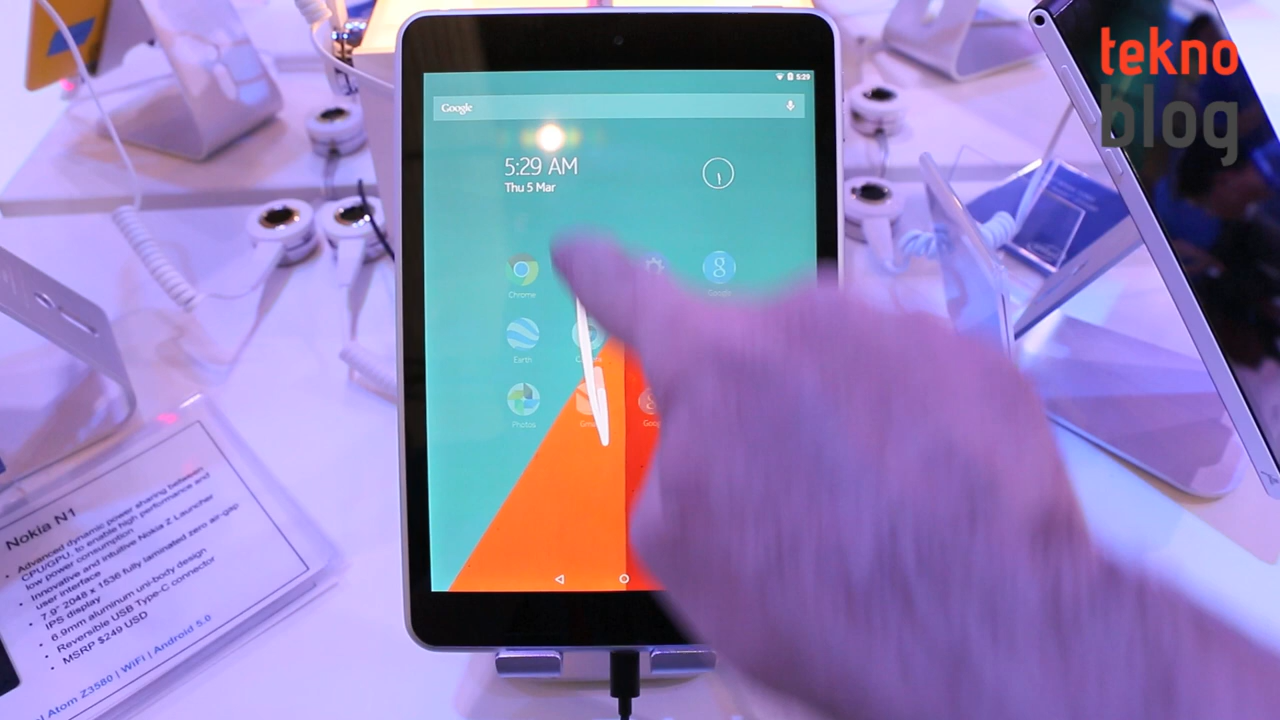 tekno
blog
5:29
Google
5:29 AM
Thu 5 Mar
Chrome
Google
Earth
Photos
Nokia N1
• Advanced dynamic power sharing between
CPU/GPU, to enable high performance and
low power consumption
• Innovative and intuitive Nokia Z Launcher
user interface
• 7.9" 2048 x 1536 fully laminated zero air-gap
IPS display
• 6.9mm aluminum uni-body design
• Reversible USB Type-C connector
• MSRP $249 USD
Atom Z3580 | WiFi | Android 5.0